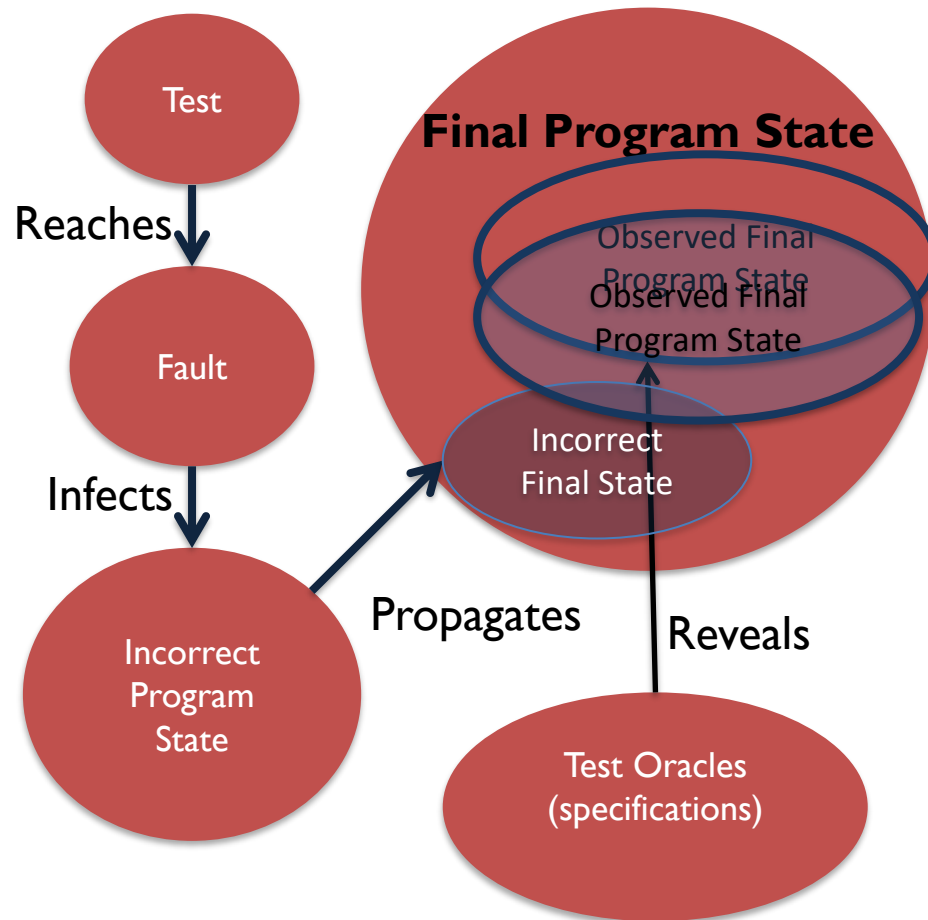 Test
Final Program State
Reaches
Observed Final
Program State
Observed Final
Program State
Fault
Incorrect
Final State
Infects
Propagates
Reveals
Incorrect
Program
State
Test Oracles
(specifications)